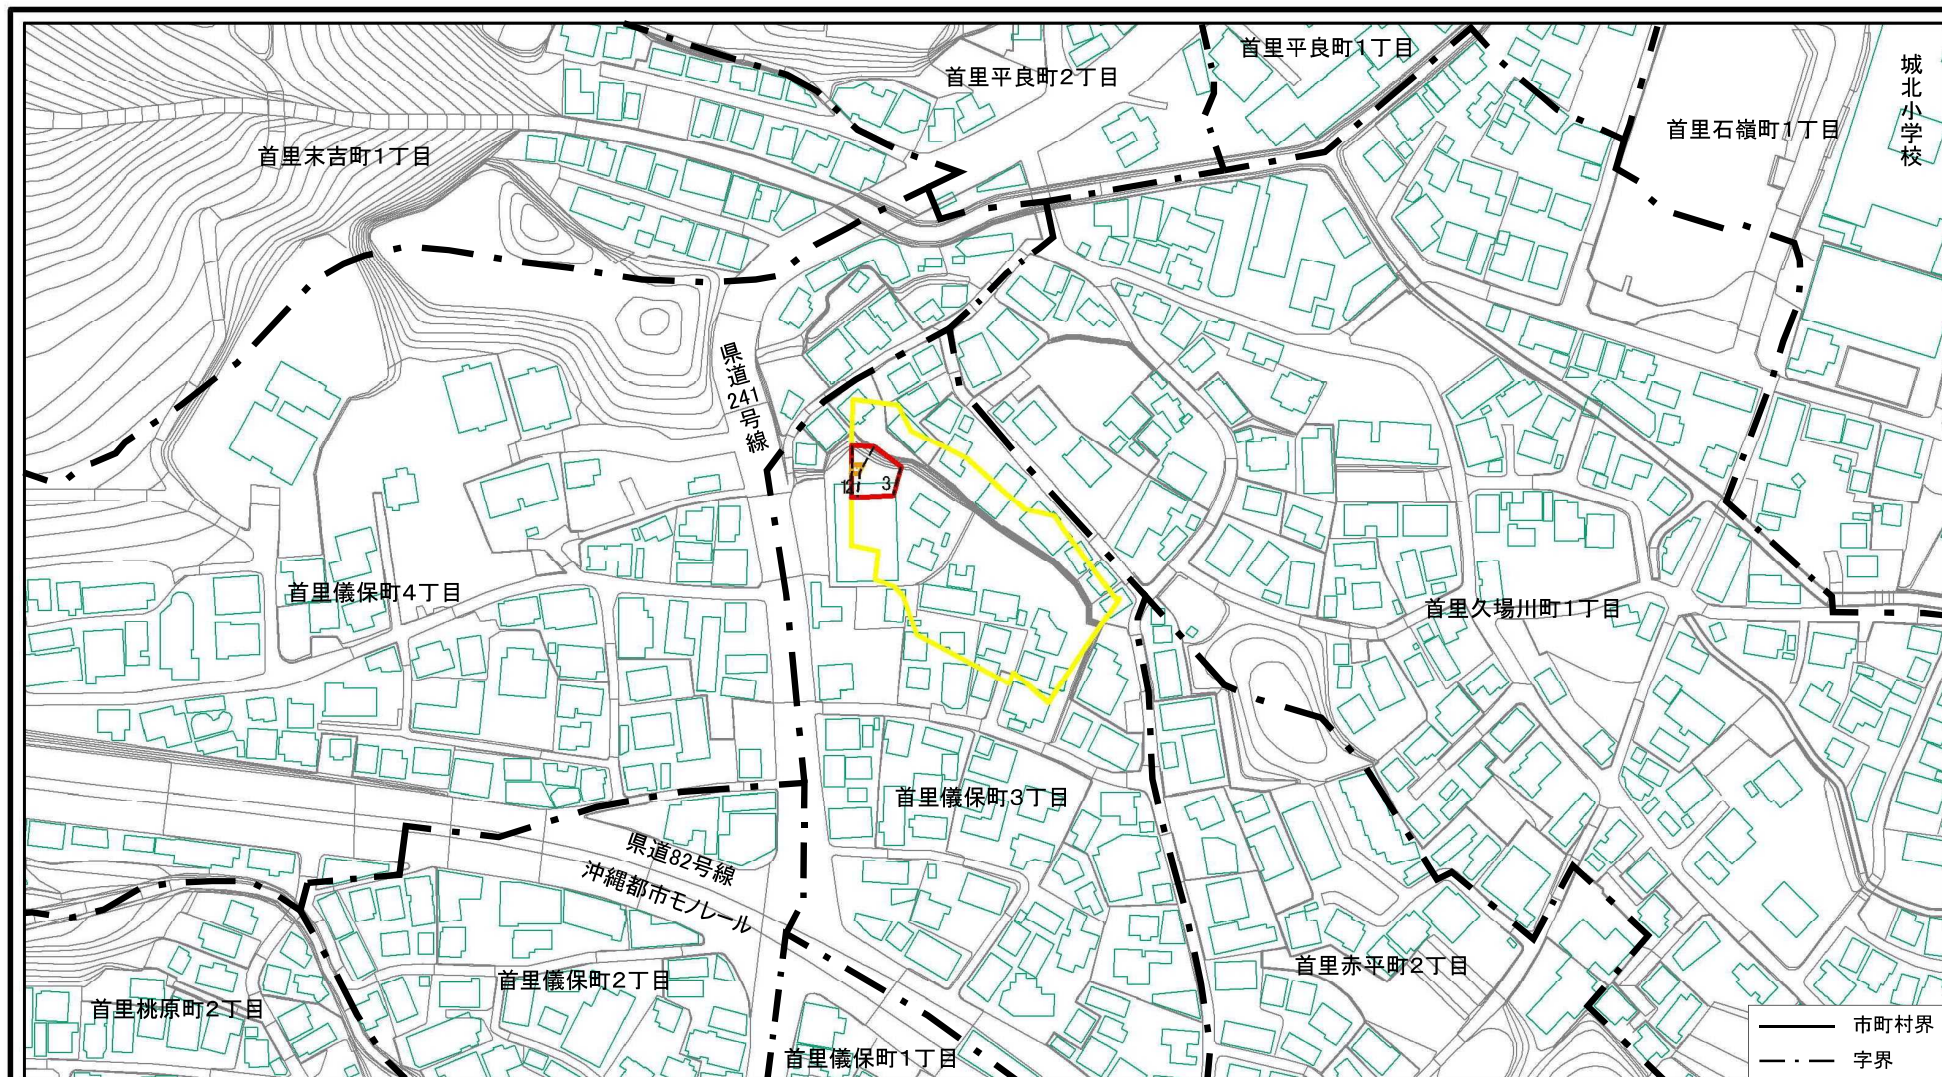 首里平良町1丁目
首里平良町2丁目
城北小学校
首里石嶺町1丁目
首里末吉町1丁目
県道241号線
12
3
首里儀保町4丁目
首里久場川町1丁目
首里儀保町3丁目
県道82号線
沖縄都市モノレール
首里赤平町2丁目
首里儀保町2丁目
首里桃原町2丁目
首里儀保町1丁目
市町村界
字界